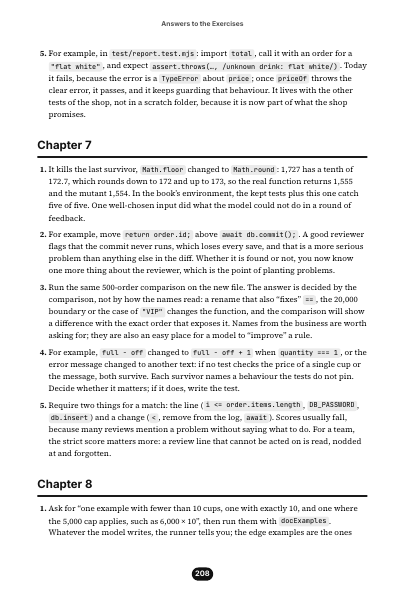 Answers to the Exercises
5. For example, in test/report.test.mjs: import total, call it with an order for a
"flat white", and expect assert.throws(…, /unknown drink: flat white/). Today
it fails, because the error is a TypeError about price; once priceOf throws the
clear error, it passes, and it keeps guarding that behaviour. It lives with the other
tests of the shop, not in a scratch folder, because it is now part of what the shop
promises.
Chapter 7
1. It kills the last survivor, Math.floor changed to Math.round: 1,727 has a tenth of
172.7, which rounds down to 172 and up to 173, so the real function returns 1,555
and the mutant 1,554. In the book's environment, the kept tests plus this one catch
five of five. One well-chosen input did what the model could not do in a round of
feedback.
2. For example, move return order.id; above await db.commit();. A good reviewer
flags that the commit never runs, which loses every save, and that is a more serious
problem than anything else in the diff. Whether it is found or not, you now know
one more thing about the reviewer, which is the point of planting problems.
3. Run the same 500-order comparison on the new file. The answer is decided by the
comparison, not by how the names read: a rename that also "fixes" ==, the 20,000
boundary or the case of "VIP" changes the function, and the comparison will show
a difference with the exact order that exposes it. Names from the business are worth
asking for; they are also an easy place for a model to "improve" a rule.
4. For example, full - off changed to full - off + 1 when quantity === 1, or the
error message changed to another text: if no test checks the price of a single cup or
the message, both survive. Each survivor names a behaviour the tests do not pin.
Decide whether it matters; if it does, write the test.
5. Require two things for a match: the line (i <= order.items.length, DB_PASSWORD,
db.insert) and a change (<, remove from the log, await). Scores usually fall,
because many reviews mention a problem without saying what to do. For a team,
the strict score matters more: a review line that cannot be acted on is read, nodded
at and forgotten.
Chapter 8
1. Ask for "one example with fewer than 10 cups, one with exactly 10, and one where
the 5,000 cap applies, such as 6,000 × 10", then run them with docExamples.
Whatever the model writes, the runner tells you; the edge examples are the ones
208